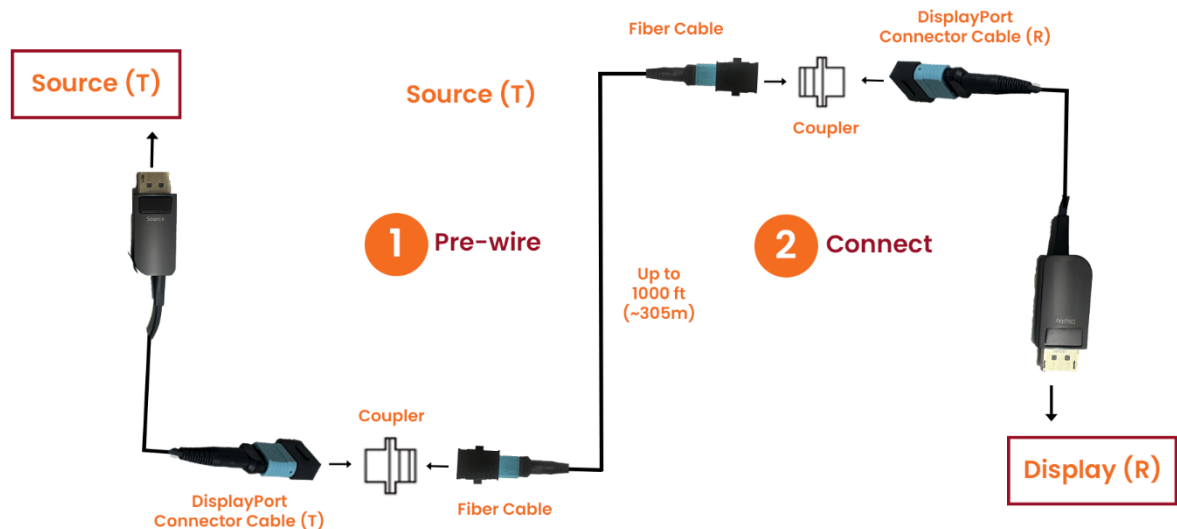 Source (T)
Source
DisplayPort
Connector Cable (T)
Coupler
Fiber Cable
Source (T)
1 Pre-wire
Up to
1000 ft
(~305m)
Fiber Cable
Coupler
DisplayPort
Connector Cable (R)
2 Connect
Display
Display (R)